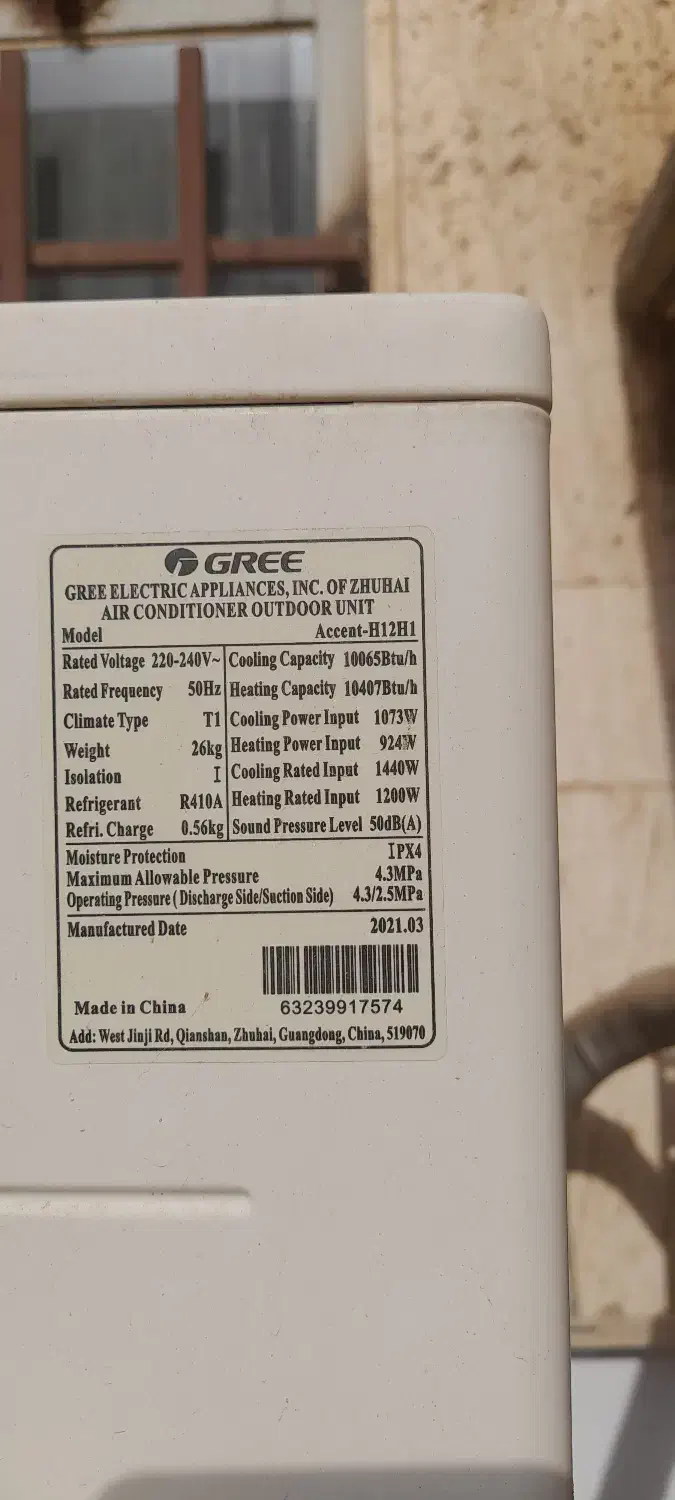 GREE
GREE ELECTRIC APPLIANCES, INC. OF ZHUHAI
AIR CONDITIONER OUTDOOR UNIT
Model Accent-H12H1
Rated Voltage 220-240V~ Cooling Capacity 10065Btu/h
Rated Frequency 50Hz Heating Capacity 10407Btu/h
Climate Type T1 Cooling Power Input 1073W
Weight 26kg Heating Power Input 924W
Isolation I Cooling Rated Input 1440W
Refrigerant R410A Heating Rated Input 1200W
Refri. Charge 0.56kg Sound Pressure Level 50dB(A)
Moisture Protection IPX4
Maximum Allowable Pressure 4.3MPa
Operating Pressure ( Discharge Side/Suction Side) 4.3/2.5MPa
Manufactured Date 2021.03
Made in China 63239917574
Add: West Jinji Rd, Qianshan, Zhuhai, Guangdong, China, 519070